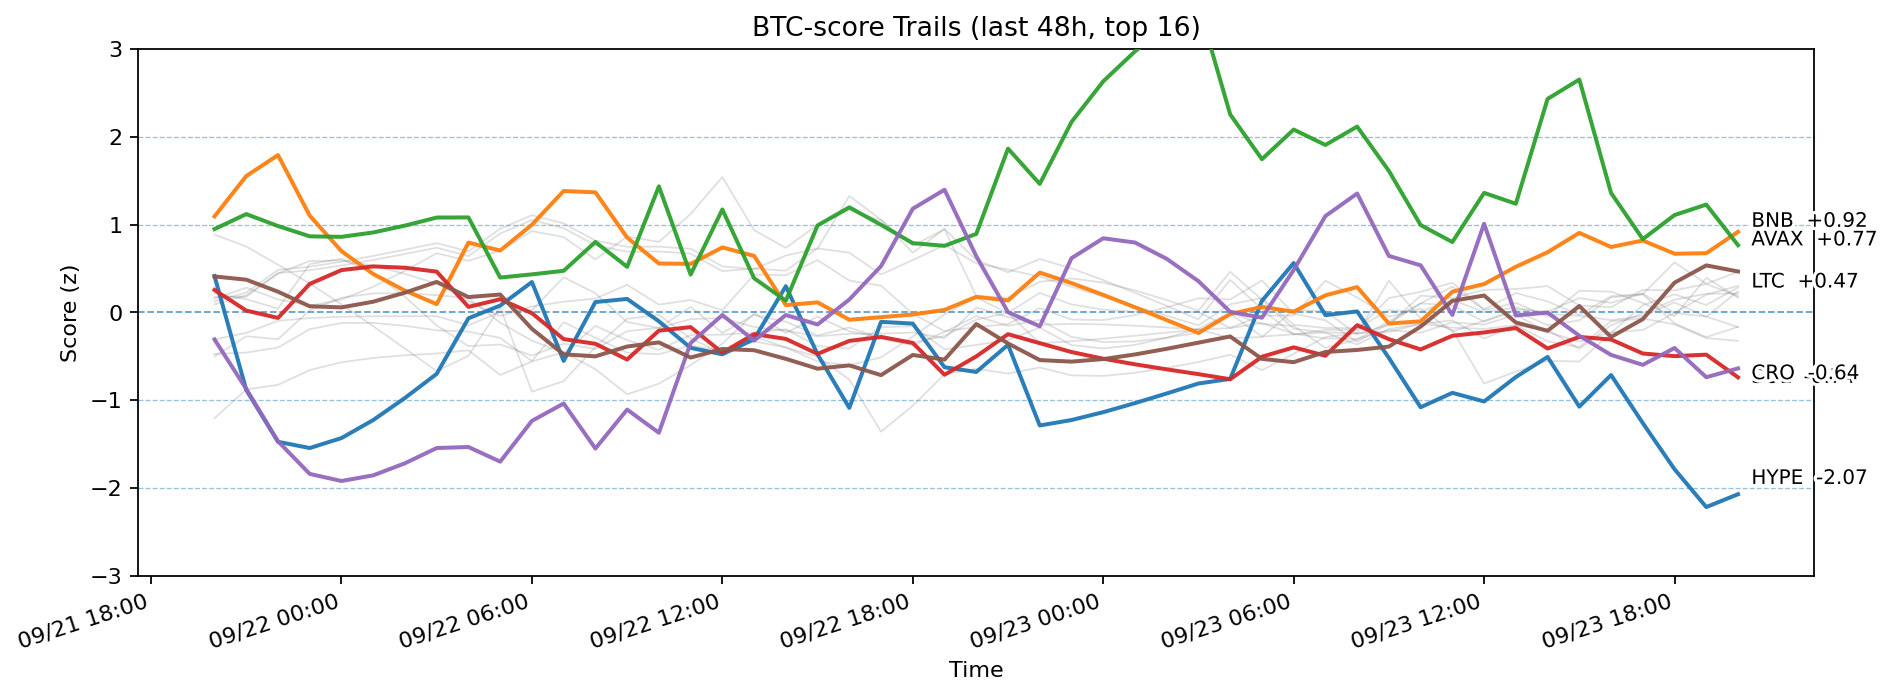 BTC-score Trails (last 48h, top 16)
Score (z)
3
2
1
0
−1
−2
−3
BNB +0.92
AVAX +0.77
LTC +0.47
CRO -0.64
HYPE -2.07
09/21 18:00
09/22 00:00
09/22 06:00
09/22 12:00
09/22 18:00
09/23 00:00
09/23 06:00
09/23 12:00
09/23 18:00
Time